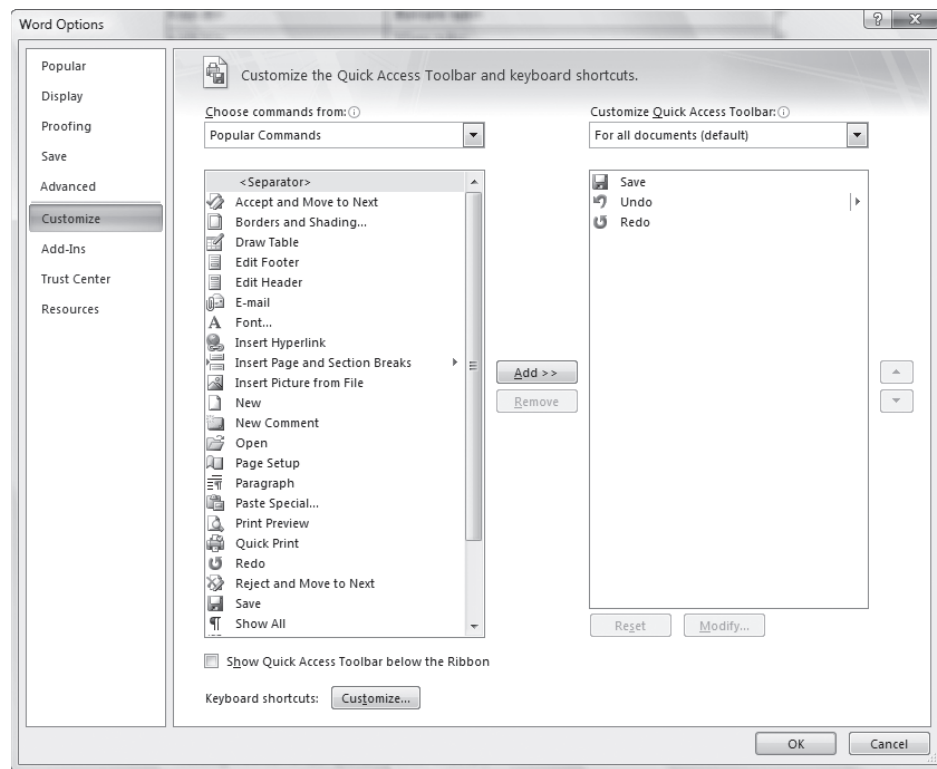 Word Options
Popular
Display
Proofing
Save
Advanced
Customize
Add-Ins
Trust Center
Resources
Customize the Quick Access Toolbar and keyboard shortcuts.
Choose commands from:
Popular Commands
<Separator>
Accept and Move to Next
Borders and Shading...
Draw Table
Edit Footer
Edit Header
E-mail
Font...
Insert Hyperlink
Insert Page and Section Breaks
Insert Picture from File
New
New Comment
Open
Page Setup
Paragraph
Paste Special...
Print Preview
Quick Print
Redo
Reject and Move to Next
Save
Show All
Add >>
Remove
Customize Quick Access Toolbar:
For all documents (default)
Save
Undo
Redo
Reset
Modify...
Show Quick Access Toolbar below the Ribbon
Keyboard shortcuts:
Customize...
OK
Cancel